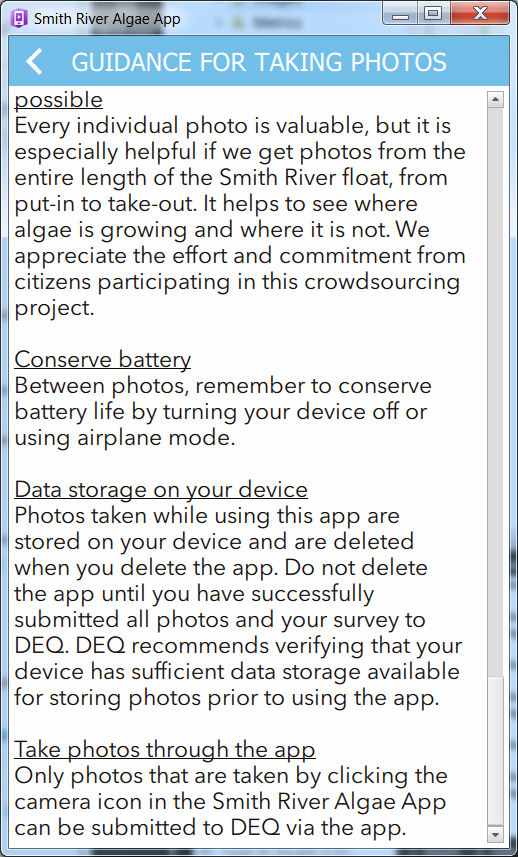 Smith River Algae App
GUIDANCE FOR TAKING PHOTOS
possible
Every individual photo is valuable, but it is
especially helpful if we get photos from the
entire length of the Smith River float, from
put-in to take-out. It helps to see where
algae is growing and where it is not. We
appreciate the effort and commitment from
citizens participating in this crowdsourcing
project.
Conserve battery
Between photos, remember to conserve
battery life by turning your device off or
using airplane mode.
Data storage on your device
Photos taken while using this app are
stored on your device and are deleted
when you delete the app. Do not delete
the app until you have successfully
submitted all photos and your survey to
DEQ. DEQ recommends verifying that your
device has sufficient data storage available
for storing photos prior to using the app.
Take photos through the app
Only photos that are taken by clicking the
camera icon in the Smith River Algae App
can be submitted to DEQ via the app.